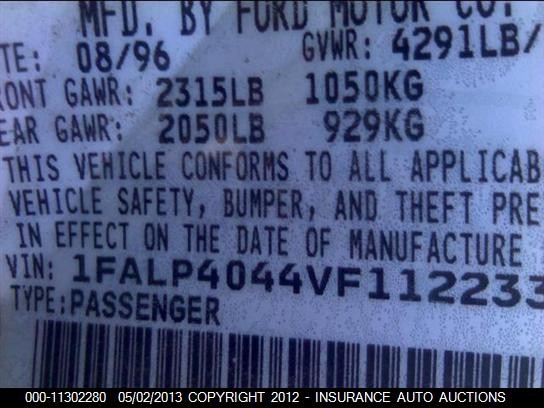 MFD. BY FORD MOTOR CO.
TE: 08/96 GVWR: 4291LB/
RONT GAWR: 2315LB 1050KG
EAR GAWR: 2050LB 929KG
THIS VEHICLE CONFORMS TO ALL APPLICAB
VEHICLE SAFETY, BUMPER, AND THEFT PRE
IN EFFECT ON THE DATE OF MANUFACTURE
VIN: 1FALP4044VF112233
TYPE:PASSENGER
000-11302280 05/02/2013 COPYRIGHT 2012 - INSURANCE AUTO AUCTIONS